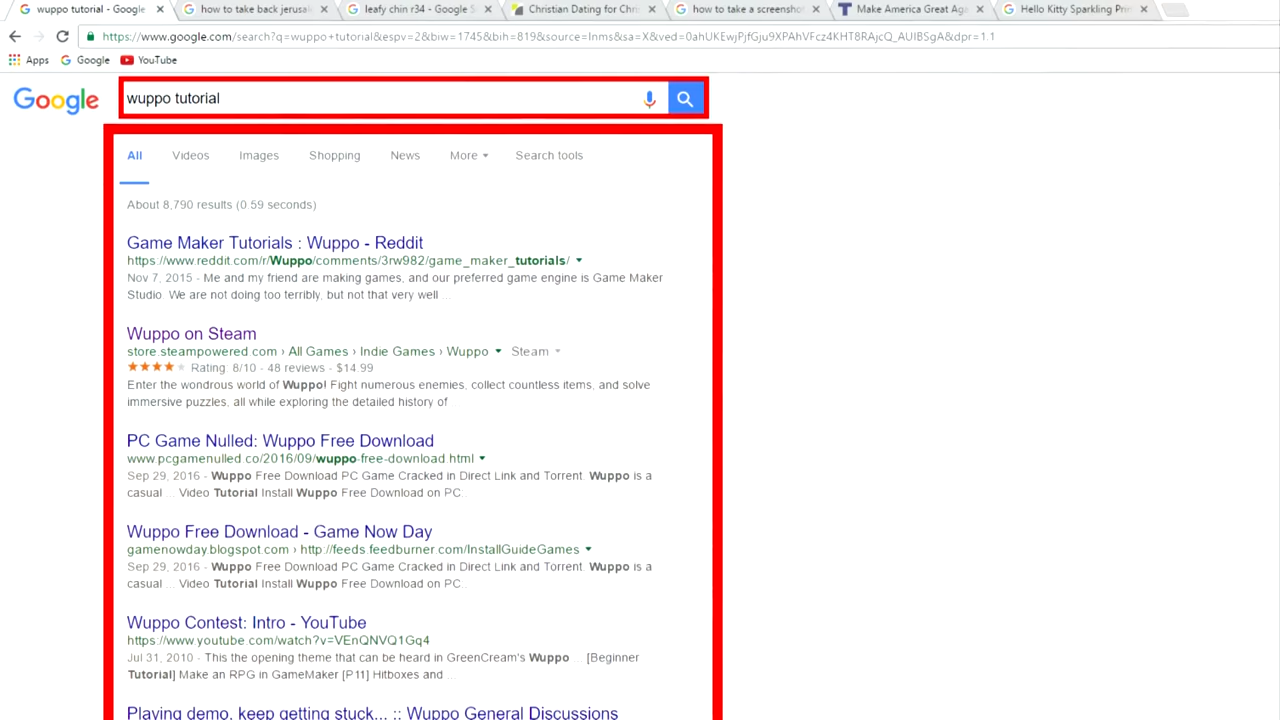 wuppo tutorial - Google
how to take back jerusal
leafy chin r34 - Google S
Christian Dating for Chri
how to take a screenshot
Make America Great Aga
Hello Kitty Sparkling Prin
https://www.google.com/search?q=wuppo+tutorial&espv=2&biw=1745&bih=819&source=lnms&sa=X&ved=0ahUKEwjPjfGju9XPAhVFcz4KHT8RAjcQ_AUIBSgA&dpr=1.1
Apps Google YouTube
Google wuppo tutorial
All Videos Images Shopping News More Search tools
About 8,790 results (0:59 seconds)
Game Maker Tutorials : Wuppo - Reddit
https://www.reddit.com/r/Wuppo/comments/3rw982/game_maker_tutorials/
Nov 7, 2015 - Me and my friend are making games, and our preferred game engine is Game Maker
Studio. We are not doing too terribly, but not that very well ...
Wuppo on Steam
store.steampowered.com › All Games › Indie Games › Wuppo Steam
Rating: 8/10 - 48 reviews - $14.99
Enter the wondrous world of Wuppo! Fight numerous enemies, collect countless items, and solve
immersive puzzles, all while exploring the detailed history of
PC Game Nulled: Wuppo Free Download
www.pcgamenulled.co/2016/09/wuppo-free-download.html
Sep 29, 2016 - Wuppo Free Download PC Game Cracked in Direct Link and Torrent. Wuppo is a
casual ... Video Tutorial Install Wuppo Free Download on PC..
Wuppo Free Download - Game Now Day
gamenowday.blogspot.com › http://feeds.feedburner.com/InstallGuideGames
Sep 29, 2016 - Wuppo Free Download PC Game Cracked in Direct Link and Torrent. Wuppo is a
casual ... Video Tutorial Install Wuppo Free Download on PC..
Wuppo Contest: Intro - YouTube
https://www.youtube.com/watch?v=VEnQNVQ1Gq4
Jul 31, 2010 - This the opening theme that can be heard in GreenCream's Wuppo ... [Beginner
Tutorial] Make an RPG in GameMaker [P11] Hitboxes and ...
Playing demo, keep getting stuck... :: Wuppo General Discussions